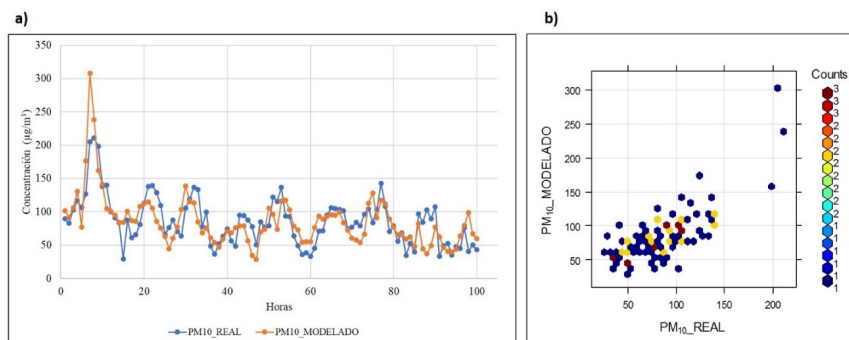 a)
350
300
250
200
150
100
50
0
Concentración (µg/m³)
0 20 40 60 80 100
Horas
PM10_REAL PM10_MODELADO
b)
Counts
3
3
3
2
2
2
2
2
2
1
1
1
1
1
300
250
200
150
100
50
PM₁₀_MODELADO
50 100 150 200
PM₁₀_REAL